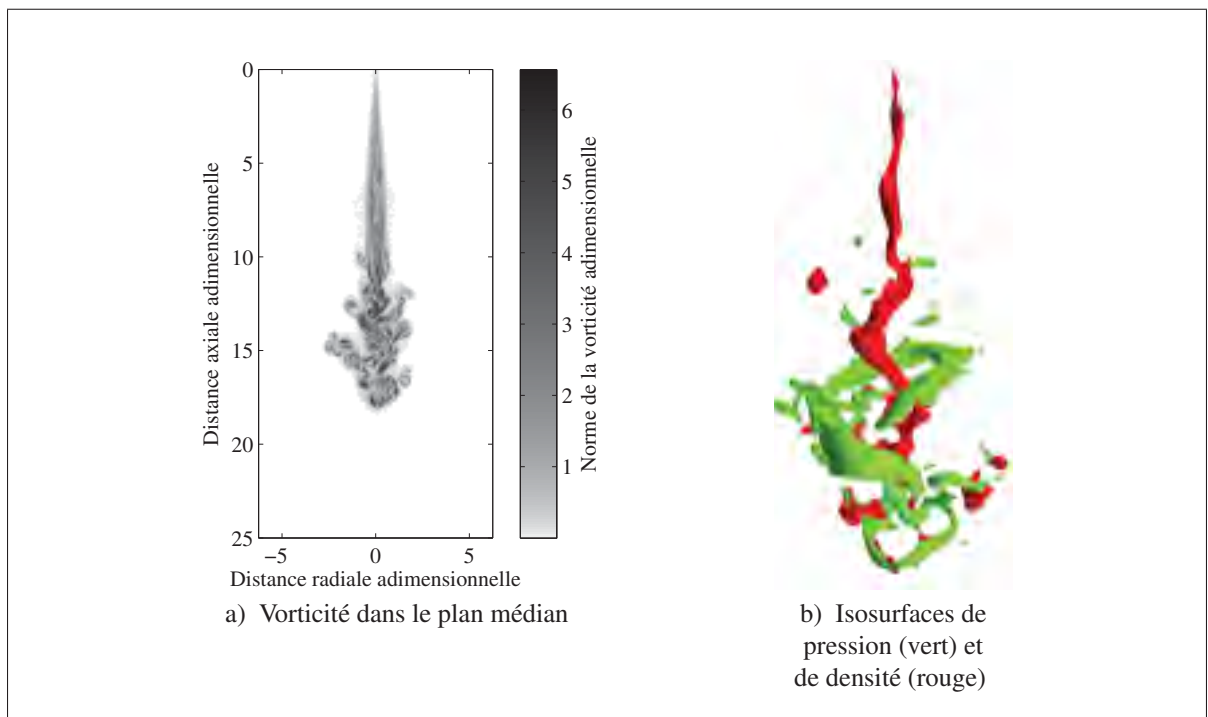 0
5
10
15
20
25
−5
0
5
Distance axiale adimensionnelle
Distance radiale adimensionnelle
6
5
4
3
2
1
Norme de la vorticité adimensionnelle
a) Vorticité dans le plan médian
b) Isosurfaces de
pression (vert) et
de densité (rouge)